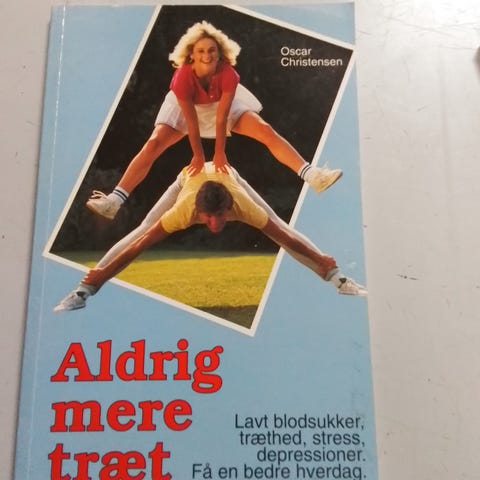 Oscar
Christensen
Aldrig
mere
træt
Lavt blodsukker,
træthed, stress,
depressioner.
Få en bedre hverdag.